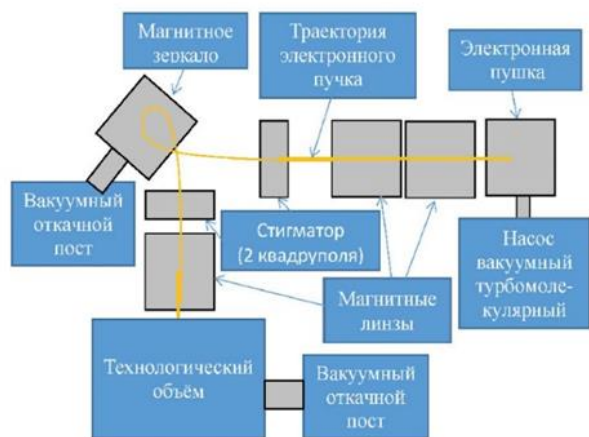 Магнитное
зеркало
Траектория
электронного
пучка
Электронная
пушка
Вакуумный
откачной
пост
Стигматор
(2 квадруполя)
Насос
вакуумный
турбомоле-
кулярный
Магнитные
линзы
Технологический
объём
Вакуумный
откачной
пост